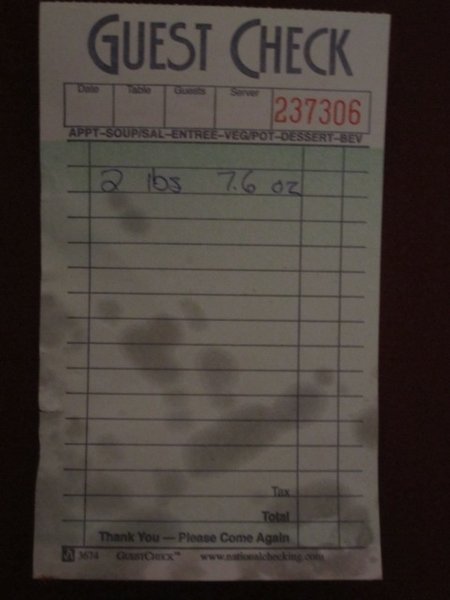 GUEST CHECK
Date Table Guests Server 237306
APPT-SOUP/SAL-ENTREE-VEG/POT-DESSERT-BEV
2 lbs 7.6 oz
Tax
Total
Thank You — Please Come Again
3674 GUESTCHECK™ www.nationalchecking.com